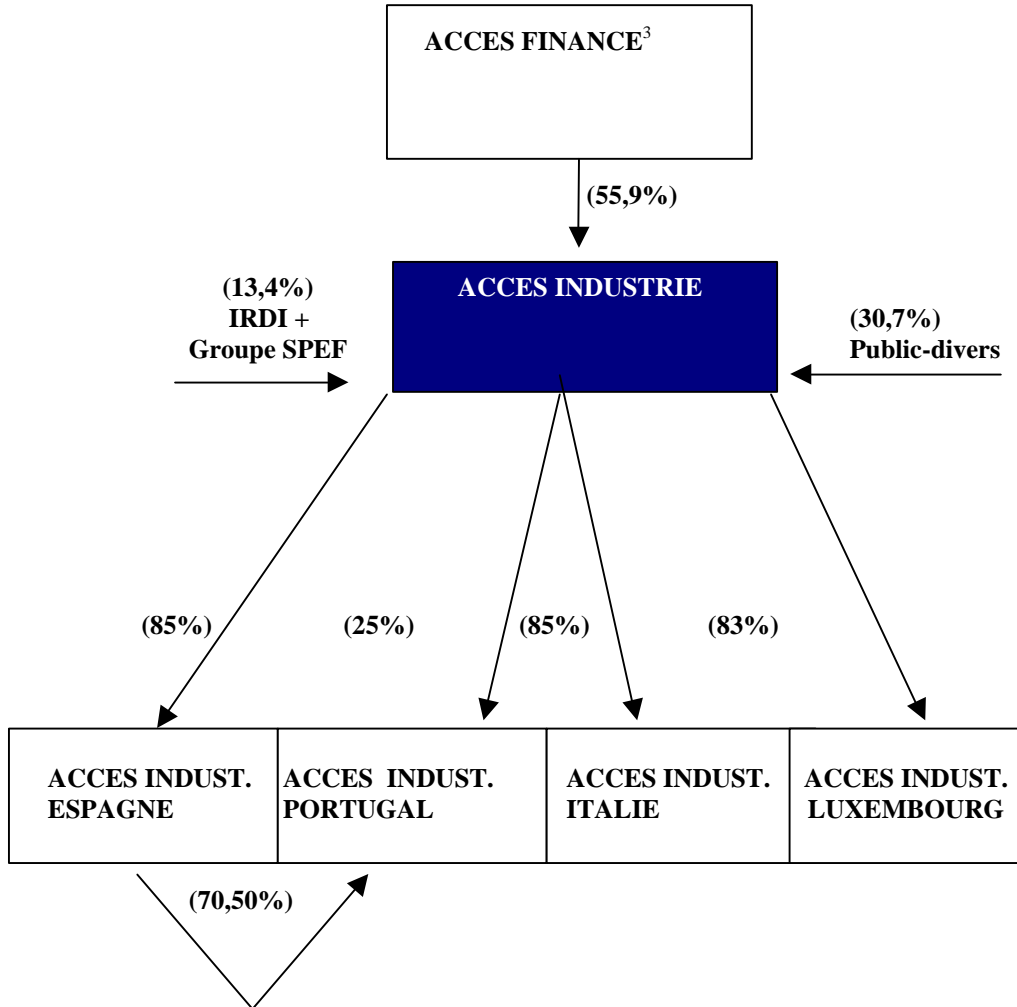 ACCES FINANCE³
(55,9%)
(13,4%)
IRDI +
Groupe SPEF
ACCES INDUSTRIE
(30,7%)
Public-divers
(85%)
(25%)
(85%)
(83%)
ACCES INDUST.
ESPAGNE
ACCES INDUST.
PORTUGAL
ACCES INDUST.
ITALIE
ACCES INDUST.
LUXEMBOURG
(70,50%)